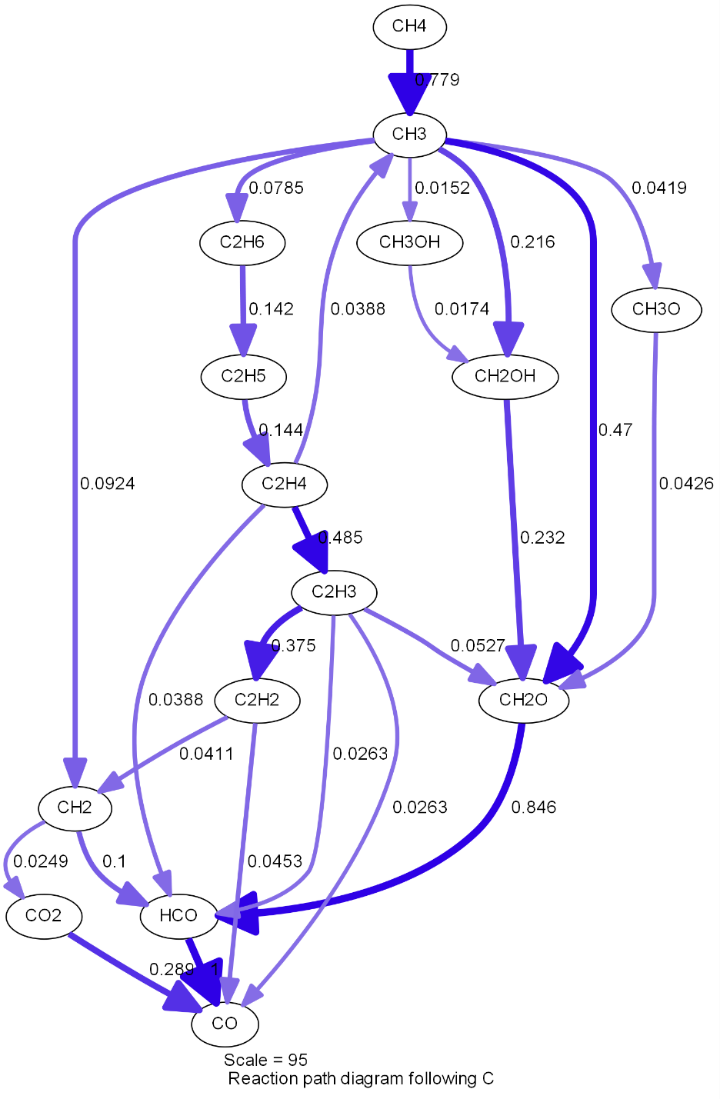 CH4
0.779
CH3
0.0785
0.0152
0.0419
C2H6
CH3OH
0.216
CH3O
0.142
0.0388
0.0174
C2H5
CH2OH
0.144
0.47
C2H4
0.0924
0.0426
0.485
0.232
C2H3
0.375
0.0527
C2H2
CH2O
0.0388
0.0411
0.0263
CH2
0.0263
0.846
0.0249
0.1
0.0453
CO2
HCO
0.289
1
CO
Scale = 95
Reaction path diagram following C